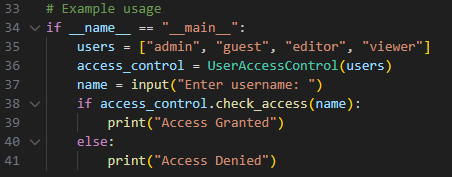 33 # Example usage
34 if __name__ == "__main__":
35     users = ["admin", "guest", "editor", "viewer"]
36     access_control = UserAccessControl(users)
37     name = input("Enter username: ")
38     if access_control.check_access(name):
39         print("Access Granted")
40     else:
41         print("Access Denied")